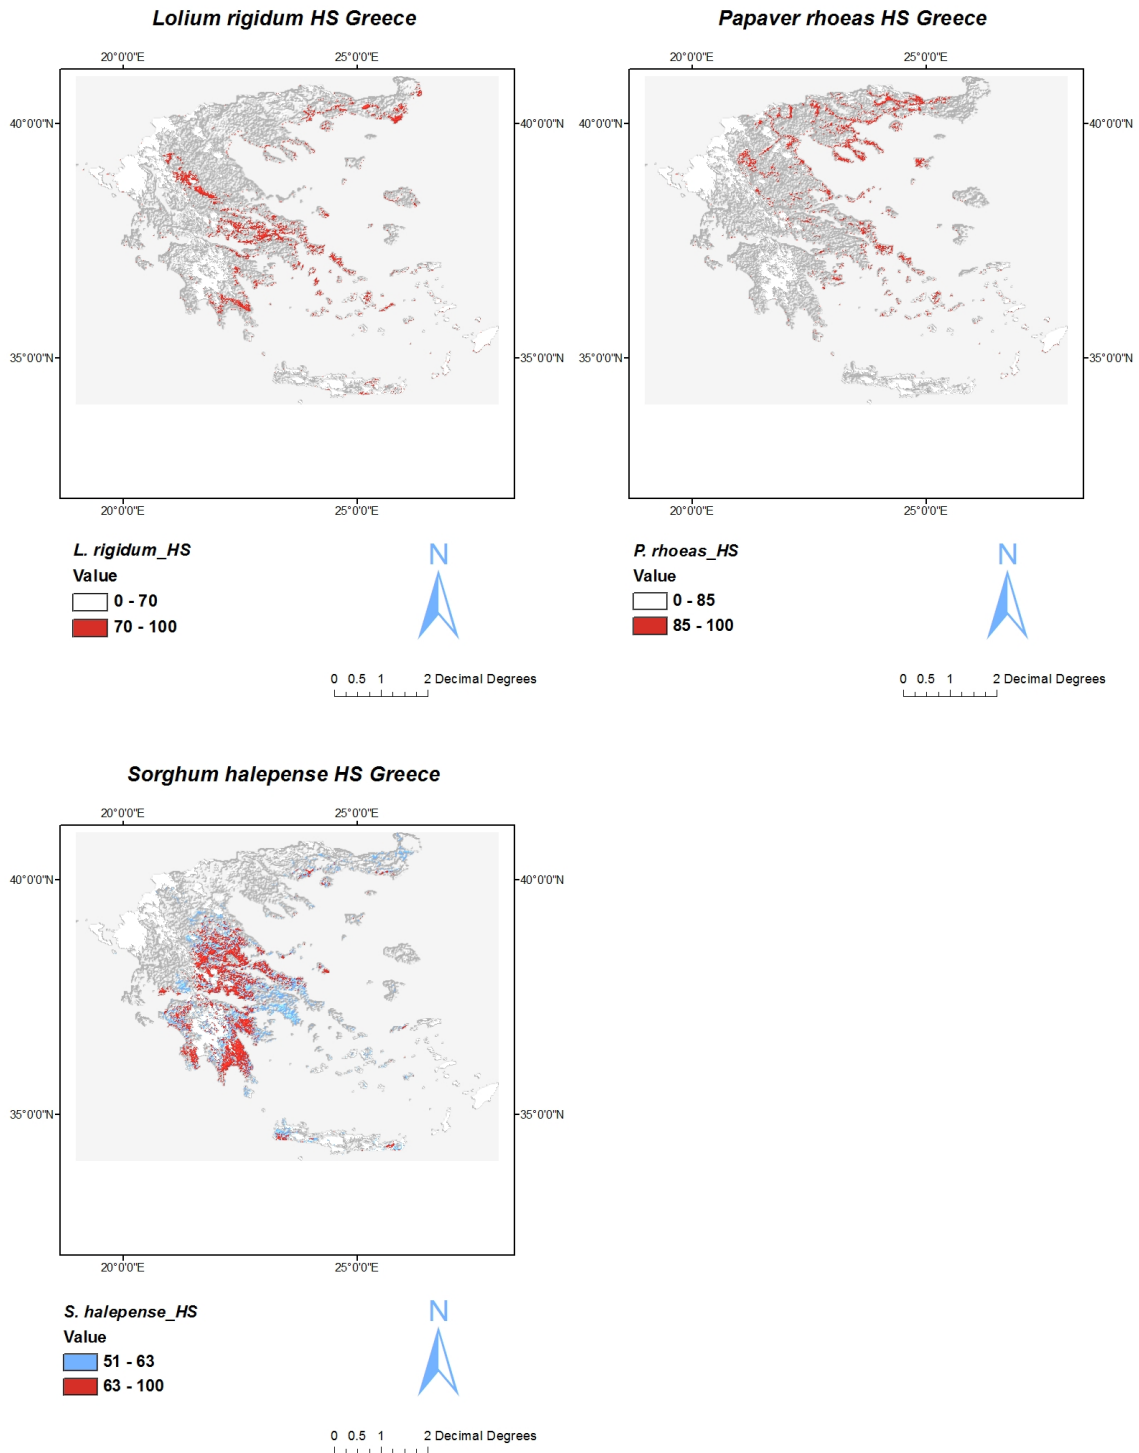 Lolium rigidum HS Greece
20°0'0"E 25°0'0"E
40°0'0"N
35°0'0"N
20°0'0"E 25°0'0"E
L. rigidum_HS
Value
0 - 70
70 - 100
N
0 0.5 1 2 Decimal Degrees
Papaver rhoeas HS Greece
20°0'0"E 25°0'0"E
40°0'0"N 40°0'0"N
35°0'0"N 35°0'0"N
20°0'0"E 25°0'0"E
P. rhoeas_HS
Value
0 - 85
85 - 100
N
0 0.5 1 2 Decimal Degrees
Sorghum halepense HS Greece
20°0'0"E 25°0'0"E
40°0'0"N 40°0'0"N
35°0'0"N 35°0'0"N
20°0'0"E 25°0'0"E
S. halepense_HS
Value
51 - 63
63 - 100
N
0 0.5 1 2 Decimal Degrees